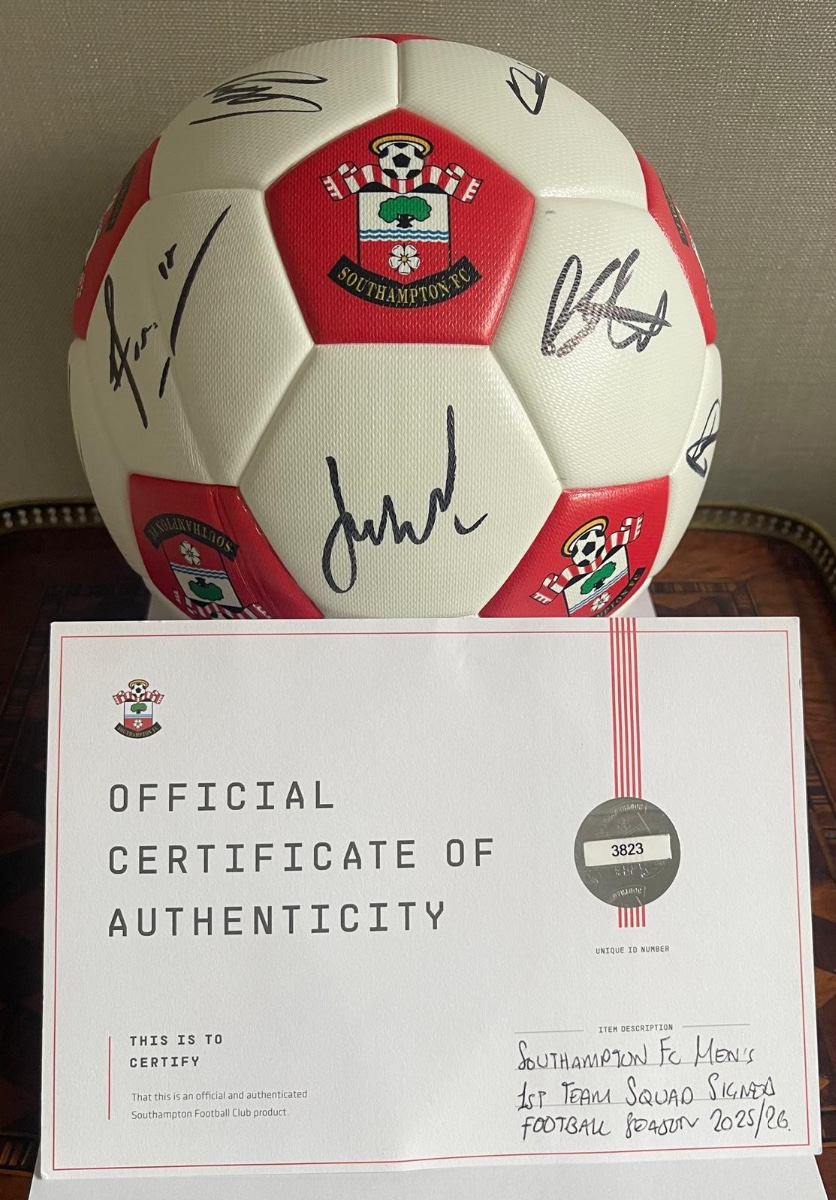 SOUTHAMPTON FC
SOUTHAMPTON
OFFICIAL
CERTIFICATE OF
AUTHENTICITY
3823
UNIQUE ID NUMBER
THIS IS TO
CERTIFY
That this is an official and authenticated
Southampton Football Club product.
ITEM DESCRIPTION
SOUTHAMPTON FC MEN'S
1ST TEAM SQUAD SIGNED
FOOTBALL SEASON 2025/26.